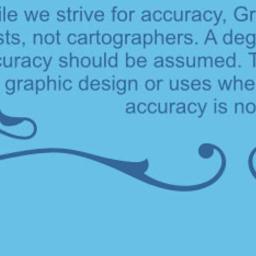 ile we strive for accuracy, Gr
sts, not cartographers. A deg
curacy should be assumed. T
graphic design or uses whe
accuracy is no